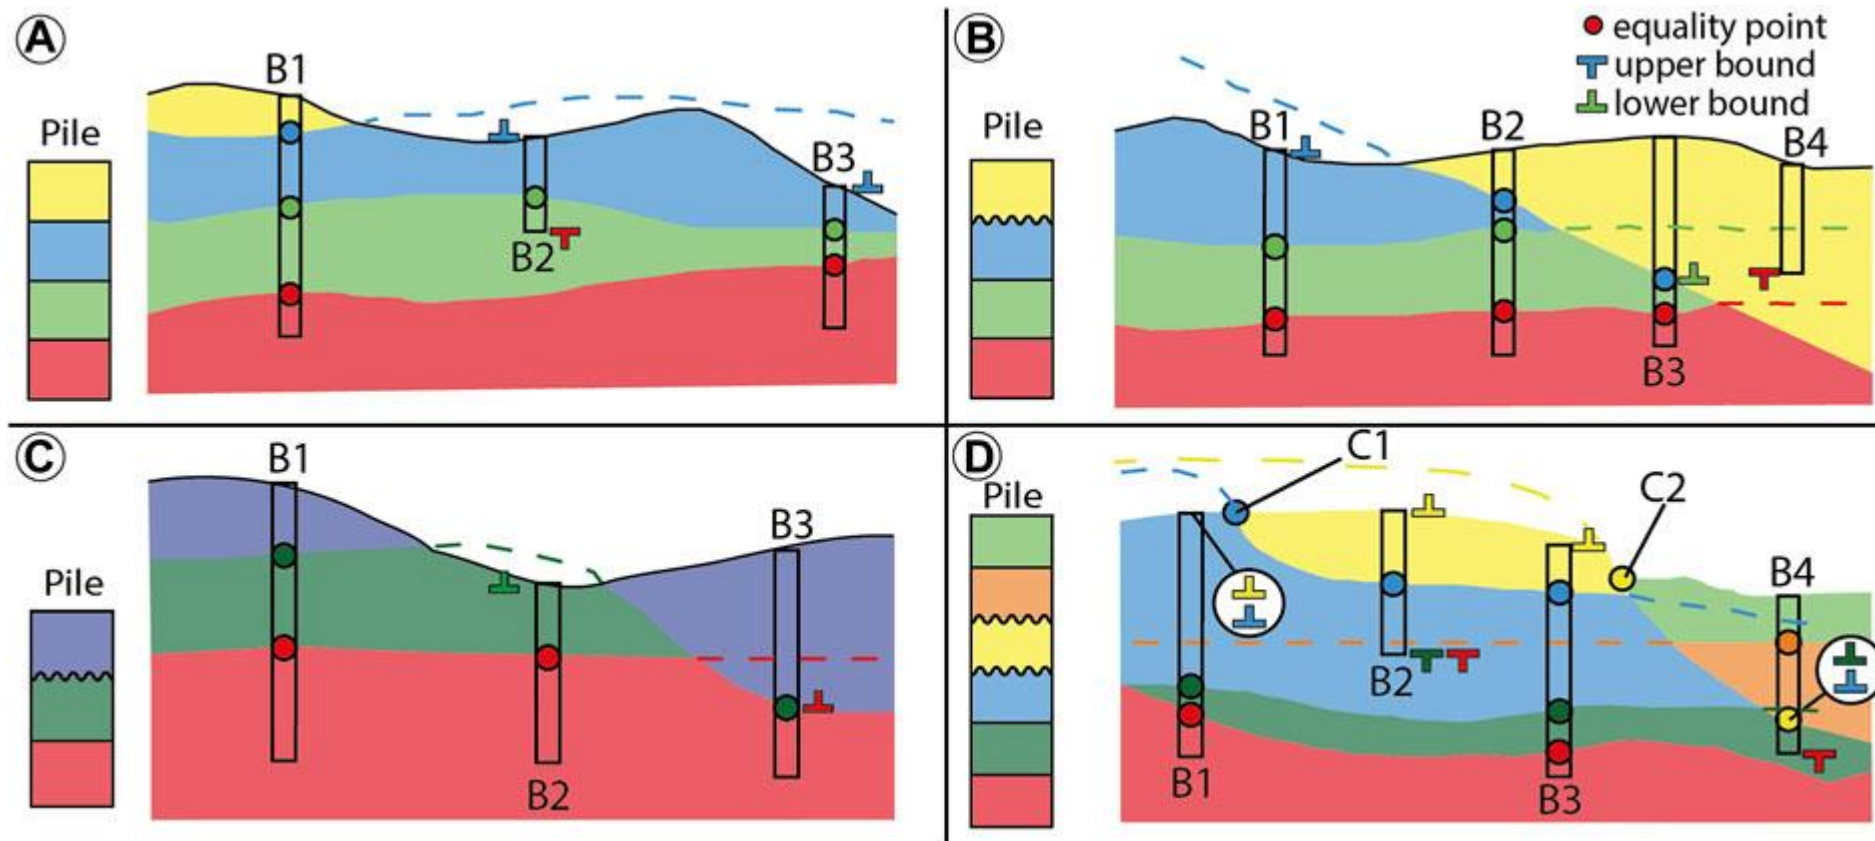 A
B1
B3
B2
Pile
B
equality point
upper bound
lower bound
Pile
B1
B2
B4
B3
C
B1
B3
B2
Pile
D
C1
C2
Pile
B4
B2
B1
B3